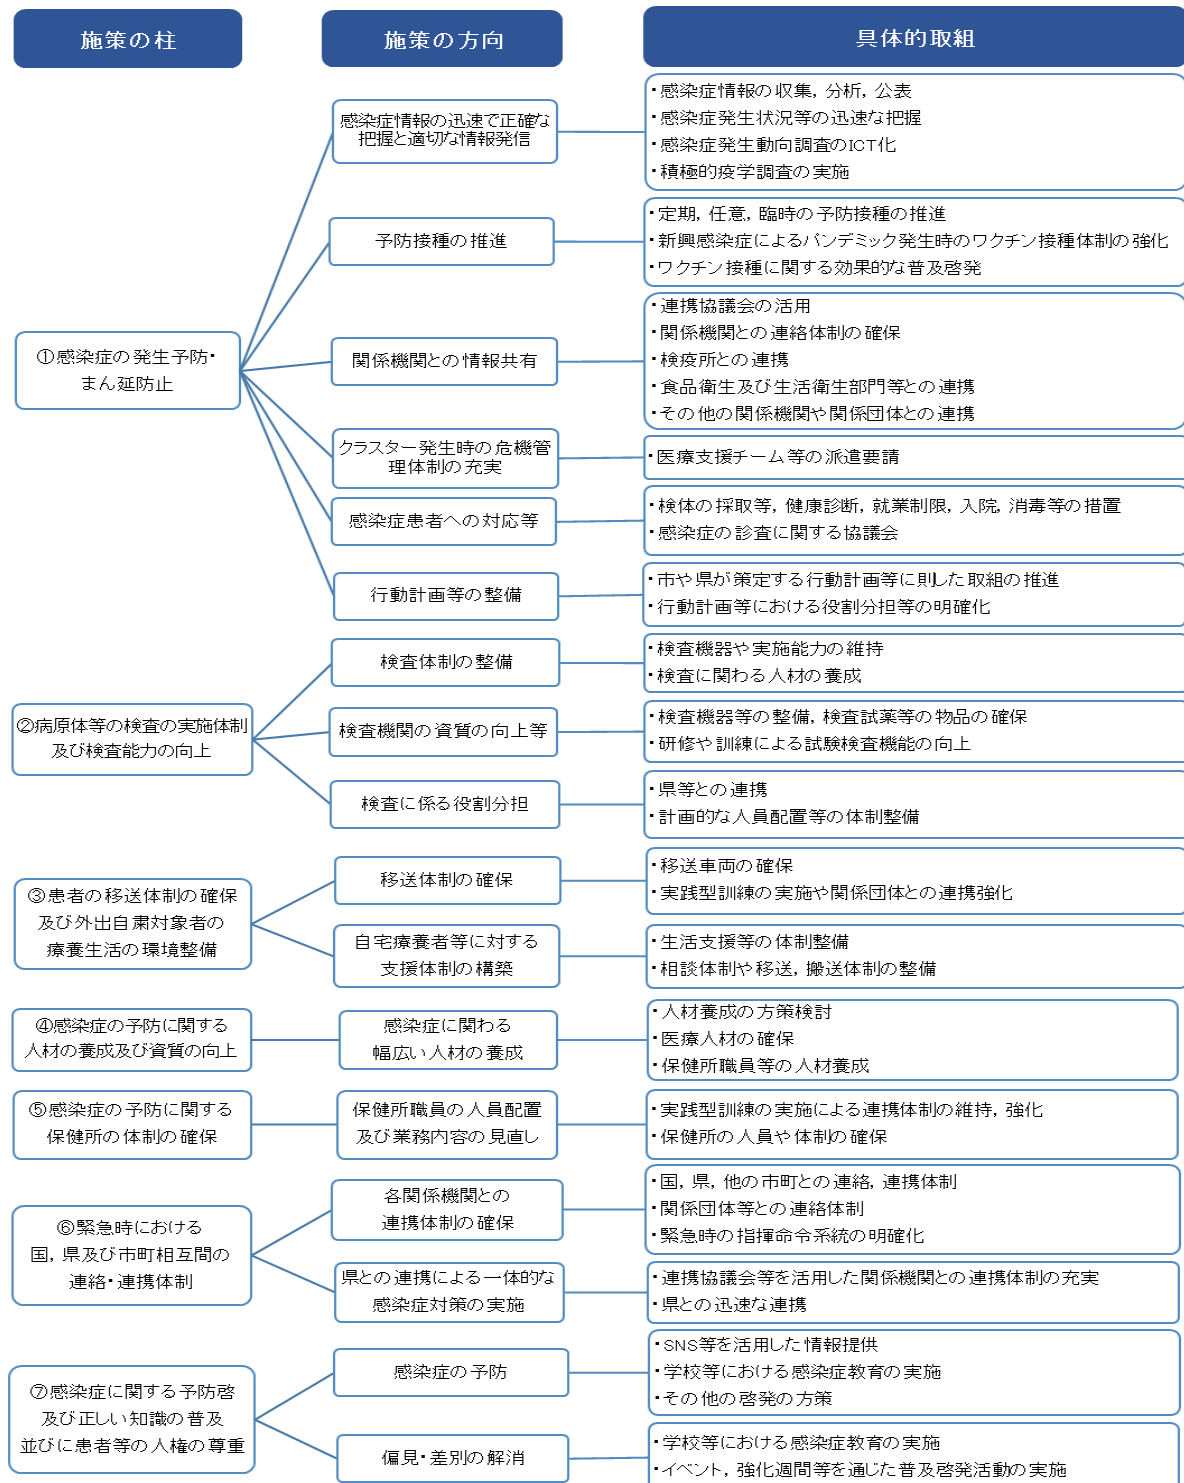 施策の柱
施策の方向
具体的取組
①感染症の発生予防・
まん延防止
感染症情報の迅速で正確な
把握と適切な情報発信
・感染症情報の収集，分析，公表
・感染症発生状況等の迅速な把握
・感染症発生動向調査のICT化
・積極的疫学調査の実施
予防接種の推進
・定期，任意，臨時の予防接種の推進
・新興感染症によるパンデミック発生時のワクチン接種体制の強化
・ワクチン接種に関する効果的な普及啓発
関係機関との情報共有
・連携協議会の活用
・関係機関との連絡体制の確保
・検疫所との連携
・食品衛生及び生活衛生部門等との連携
・その他の関係機関や関係団体との連携
クラスター発生時の危機管
理体制の充実
・医療支援チーム等の派遣要請
感染症患者への対応等
・検体の採取等，健康診断，就業制限，入院，消毒等の措置
・感染症の診査に関する協議会
行動計画等の整備
・市や県が策定する行動計画等に則した取組の推進
・行動計画等における役割分担等の明確化
②病原体等の検査の実施体制
及び検査能力の向上
検査体制の整備
・検査機器や実施能力の維持
・検査に関わる人材の養成
検査機関の資質の向上等
・検査機器等の整備，検査試薬等の物品の確保
・研修や訓練による試験検査機能の向上
検査に係る役割分担
・県等との連携
・計画的な人員配置等の体制整備
③患者の移送体制の確保
及び外出自粛対象者の
療養生活の環境整備
移送体制の確保
・移送車両の確保
・実践型訓練の実施や関係団体との連携強化
自宅療養者等に対する
支援体制の構築
・生活支援等の体制整備
・相談体制や移送，搬送体制の整備
④感染症の予防に関する
人材の養成及び資質の向上
感染症に関わる
幅広い人材の養成
・人材養成の方策検討
・医療人材の確保
・保健所職員等の人材養成
⑤感染症の予防に関する
保健所の体制の確保
保健所職員の人員配置
及び業務内容の見直し
・実践型訓練の実施による連携体制の維持，強化
・保健所の人員や体制の確保
⑥緊急時における
国，県及び市町相互間の
連絡・連携体制
各関係機関との
連携体制の確保
・国，県，他の市町との連絡，連携体制
・関係団体等との連絡体制
・緊急時の指揮命令系統の明確化
県との連携による一体的な
感染症対策の実施
・連携協議会等を活用した関係機関との連携体制の充実
・県との迅速な連携
⑦感染症に関する予防啓
及び正しい知識の普及
並びに患者等の人権の尊重
感染症の予防
・SNS等を活用した情報提供
・学校等における感染症教育の実施
・その他の啓発の方策
偏見・差別の解消
・学校等における感染症教育の実施
・イベント，強化週間等を通じた普及啓発活動の実施